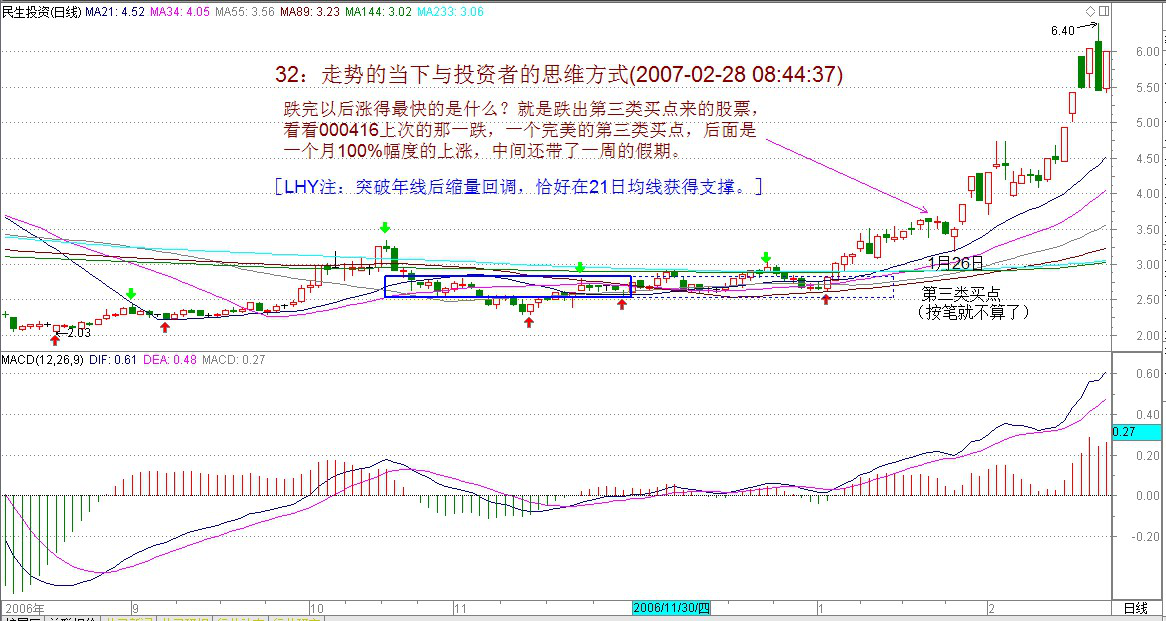 民生投资(日线) MA21: 4.52 MA34: 4.05 MA55: 3.56 MA89: 3.23 MA144: 3.02 MA233: 3.06
6.40
6.00
32：走势的当下与投资者的思维方式(2007-02-28 08:44:37)
5.50
跌完以后涨得最快的是什么？就是跌出第三类买点来的股票，
5.00
看看000416上次的那一跌，一个完美的第三类买点，后面是
一个月100%幅度的上涨，中间还带了一周的假期。
4.50
[LHY注：突破年线后缩量回调，恰好在21日均线获得支撑。]
4.00
3.50
1月26日
3.00
第三类买点
2.50
（按笔就不算了）
2.03
2.00
MACD(12,26,9) DIF: 0.61 DEA: 0.48 MACD: 0.27
0.60
0.40
0.27
0.20
0.00
-0.20
2006年 9 10 11 2006/11/30/四 1 2 日线